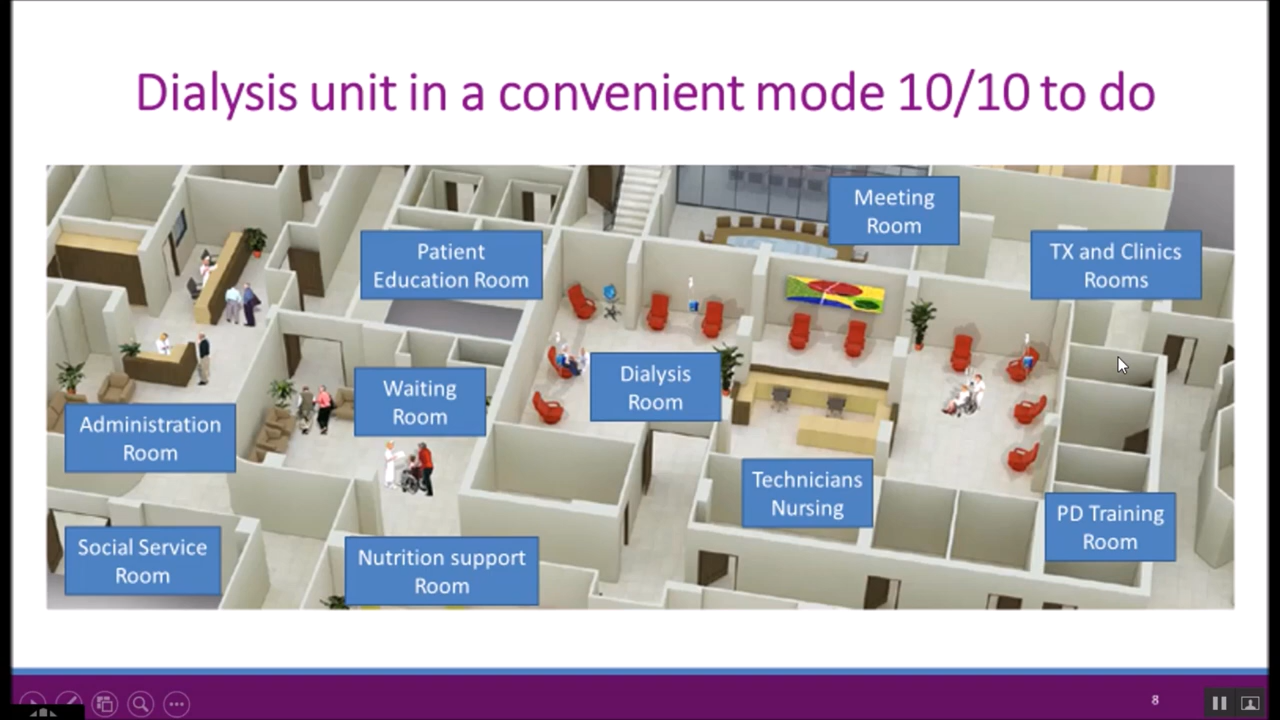 Dialysis unit in a convenient mode 10/10 to do
Meeting
Room
Patient
Education Room
TX and Clinics
Rooms
Waiting
Room
Dialysis
Room
Administration
Room
Technicians
Nursing
PD Training
Room
Social Service
Room
Nutrition support
Room
8